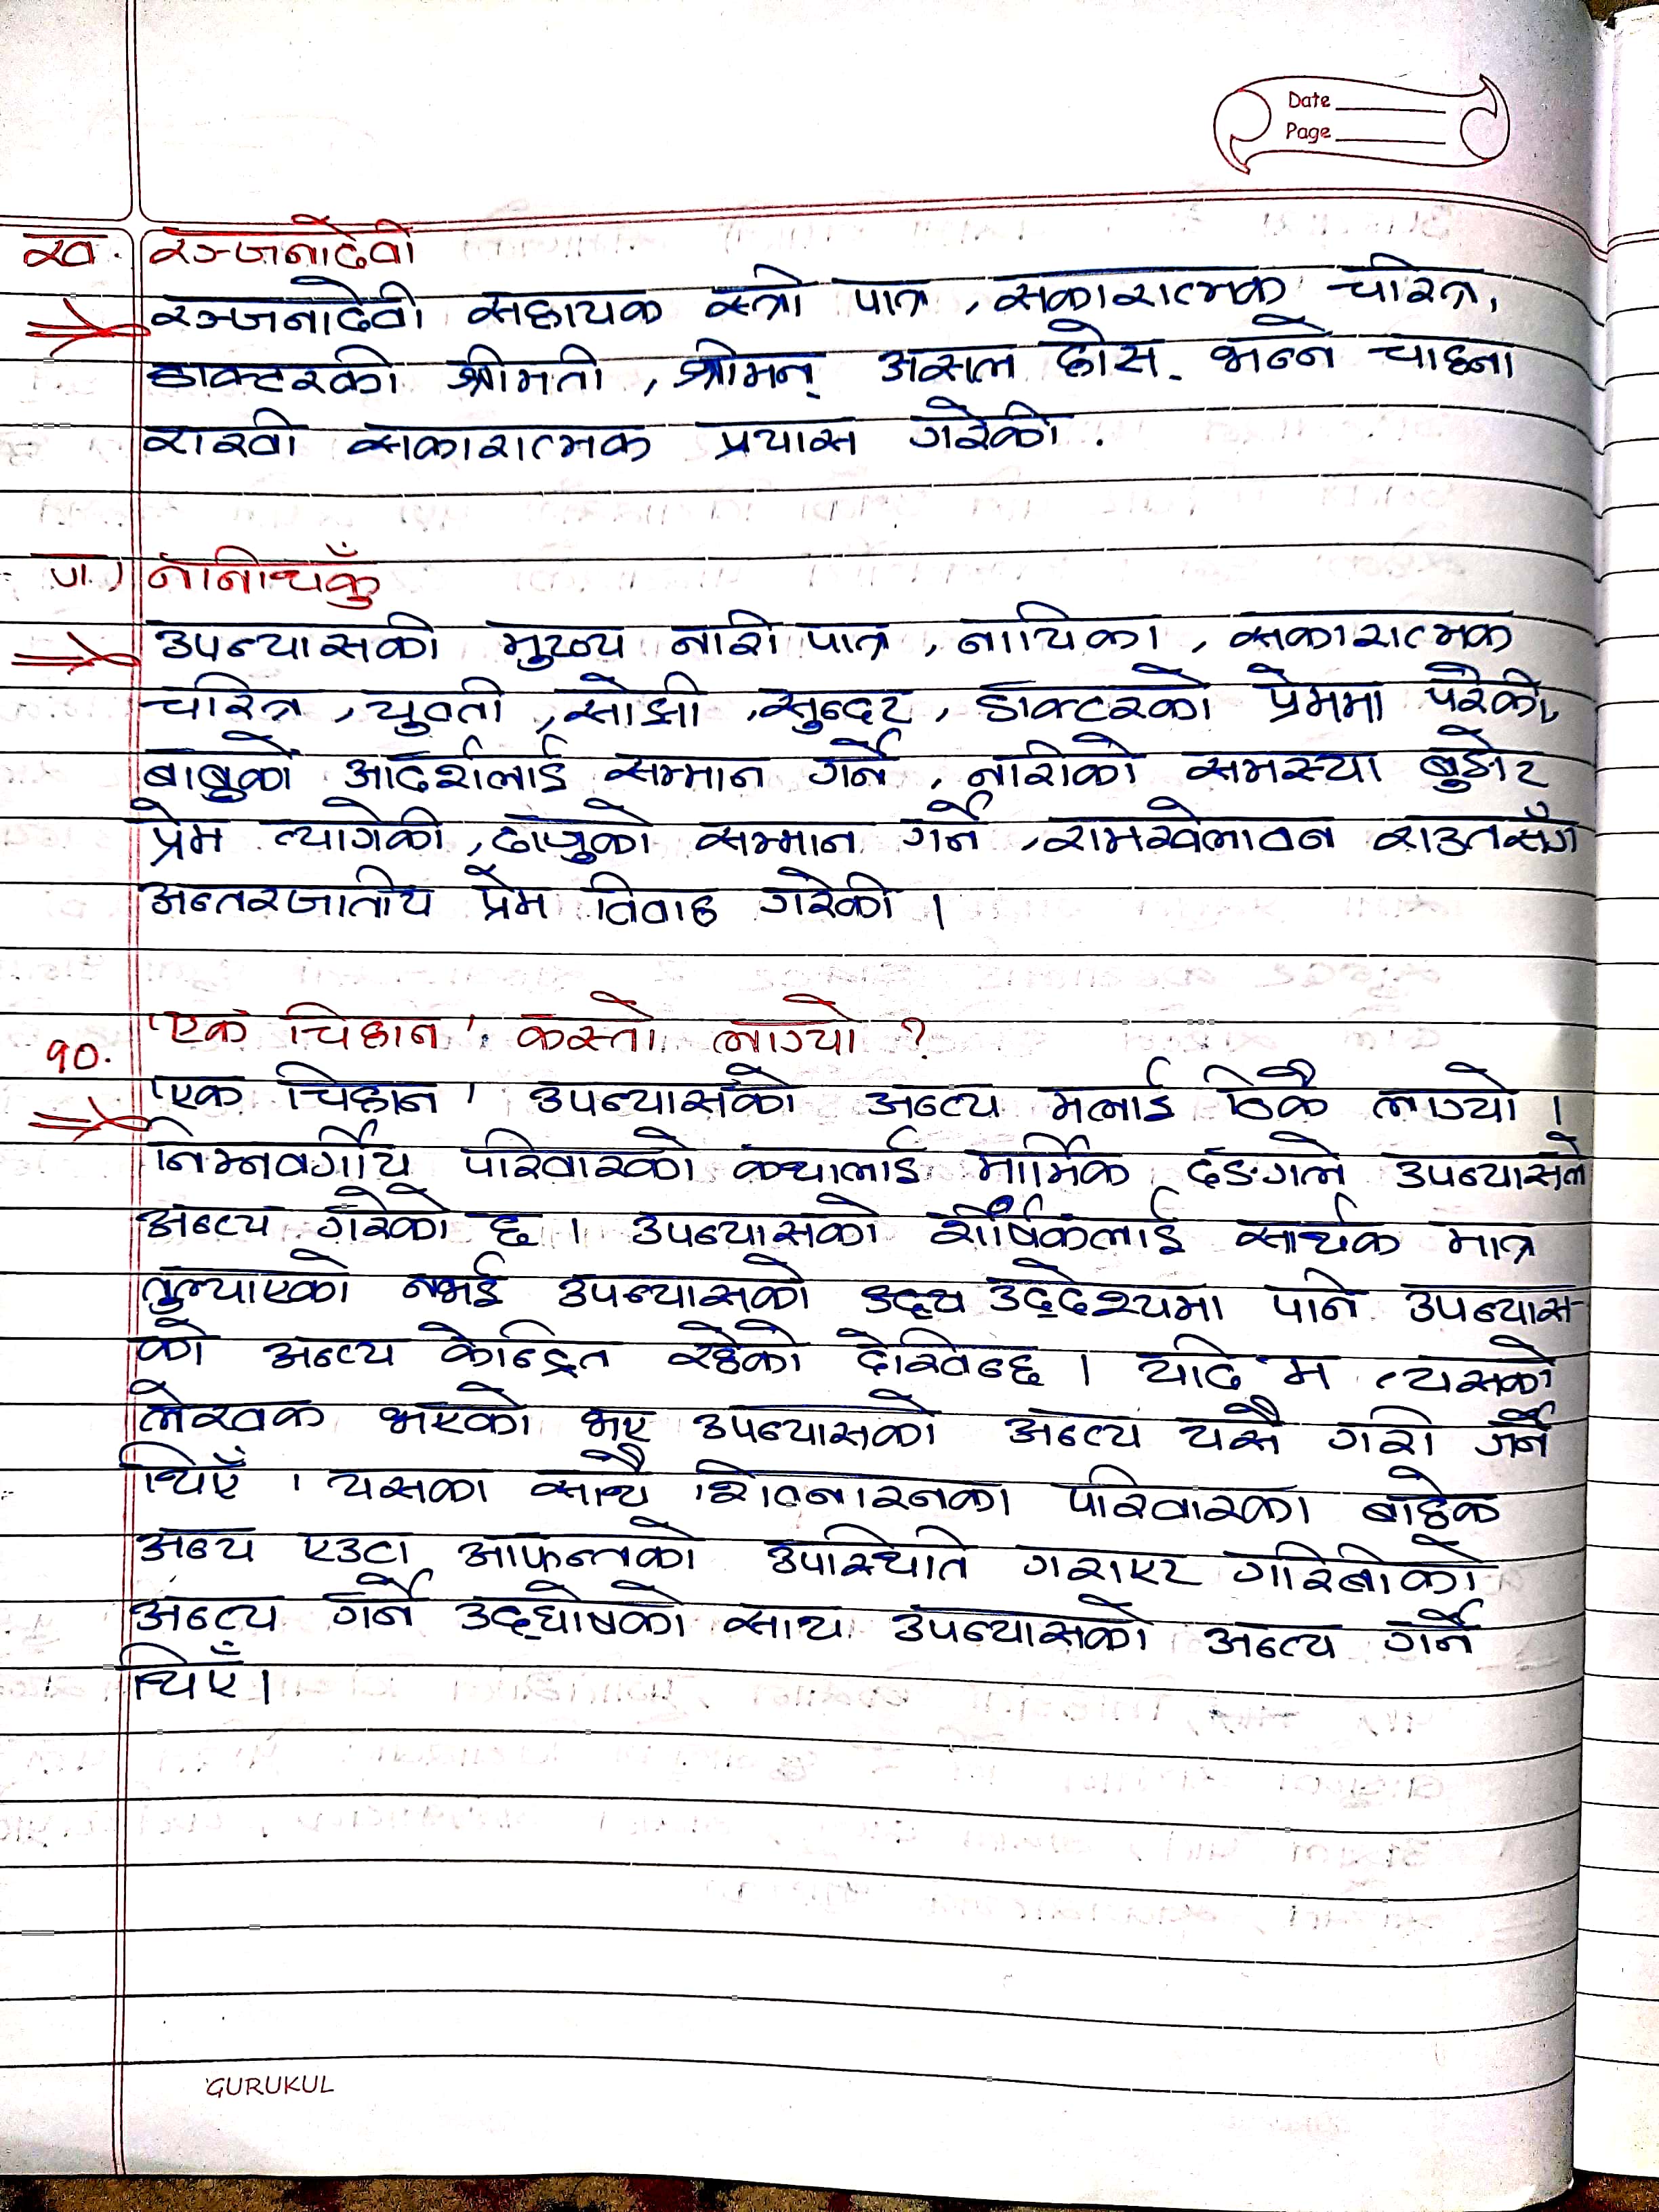 Date
Page
ख. रञ्जनादेवी
रञ्जनादेवी सहायक स्त्री पात्र, सकारात्मक चरित्र,
डाक्टरकी श्रीमती, श्रीमन् असल होस् भन्ने चाहना
राखी सकारात्मक प्रयास गरेकी.
ग.) नानीथकुँ
उपन्यासकी मुख्य नारी पात्र, नायिका, सकारात्मक
चरित्र, युवती, सोझी, सुन्दर, डाक्टरको प्रेममा परेकी,
बाबुको आदर्शलाई सम्मान गर्ने, नारीको समस्या बुझेर
प्रेम त्यागेकी, दाजुको सम्मान गर्ने, रामखेलावन राउतसँग
अन्तरजातीय प्रेम विवाह गरेकी।
'एक चिहान' कस्तो लाग्यो?
१०.
'एक चिहान' उपन्यासको अन्त्य मलाई ठिकै लाग्यो।
निम्नवर्गीय परिवारको कथालाई मार्मिक ढङ्गले उपन्यासले
अन्त्य गरेको छ। उपन्यासको शीर्षकलाई सार्थक मात्र
तुल्याएको नभई उपन्यासको उद्देश्यमा पनि उपन्यास-
को अन्त्य केन्द्रित रहेको देखिन्छ। यदि म त्यसको
लेखक भएको भए उपन्यासको अन्त्य यसै गरी गर्ने
थिएँ। यसका साथै शिवनारनका परिवारका बाहेक
अन्य एउटा आफन्तको उपस्थिति गराएर गरिबीको
अन्त्य गर्ने उद्घोषको साथ उपन्यासको अन्त्य गर्ने
थिएँ।
GURUKUL